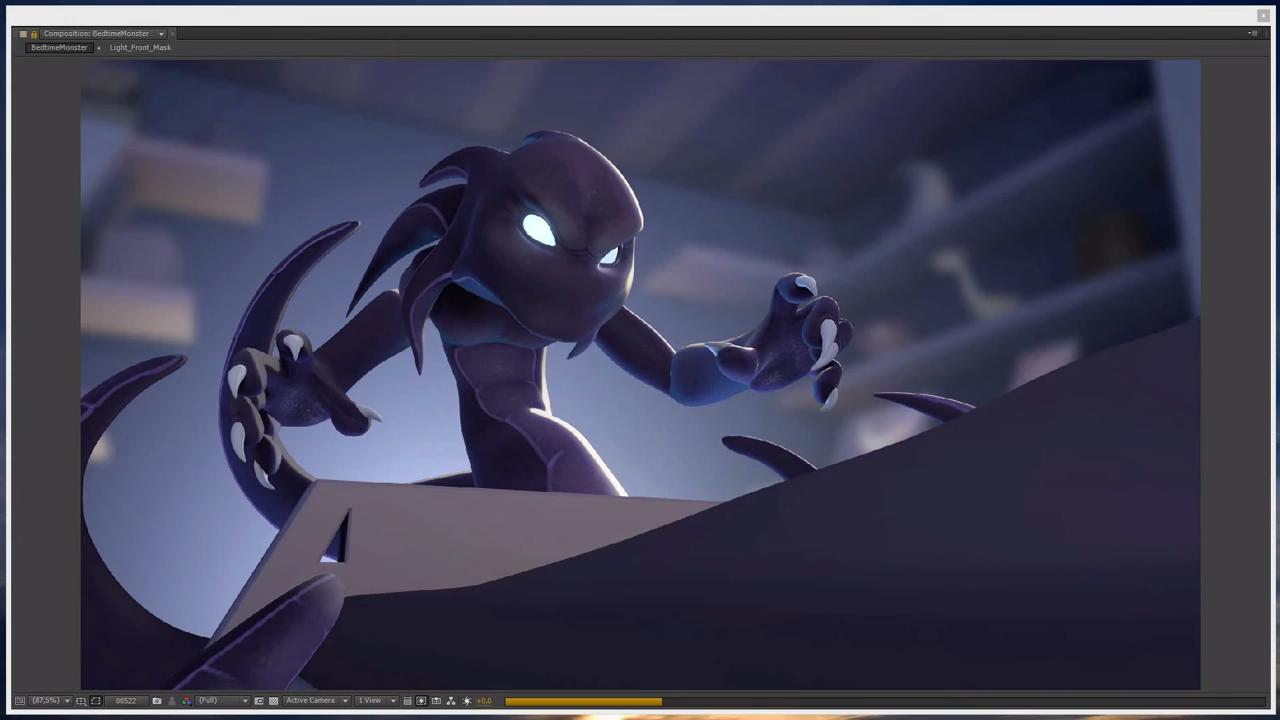 Composition: BedtimeMonster
BedtimeMonster Light_Front_Mask
(87,5%) 00522 (Full) Active Camera 1 View +0,0